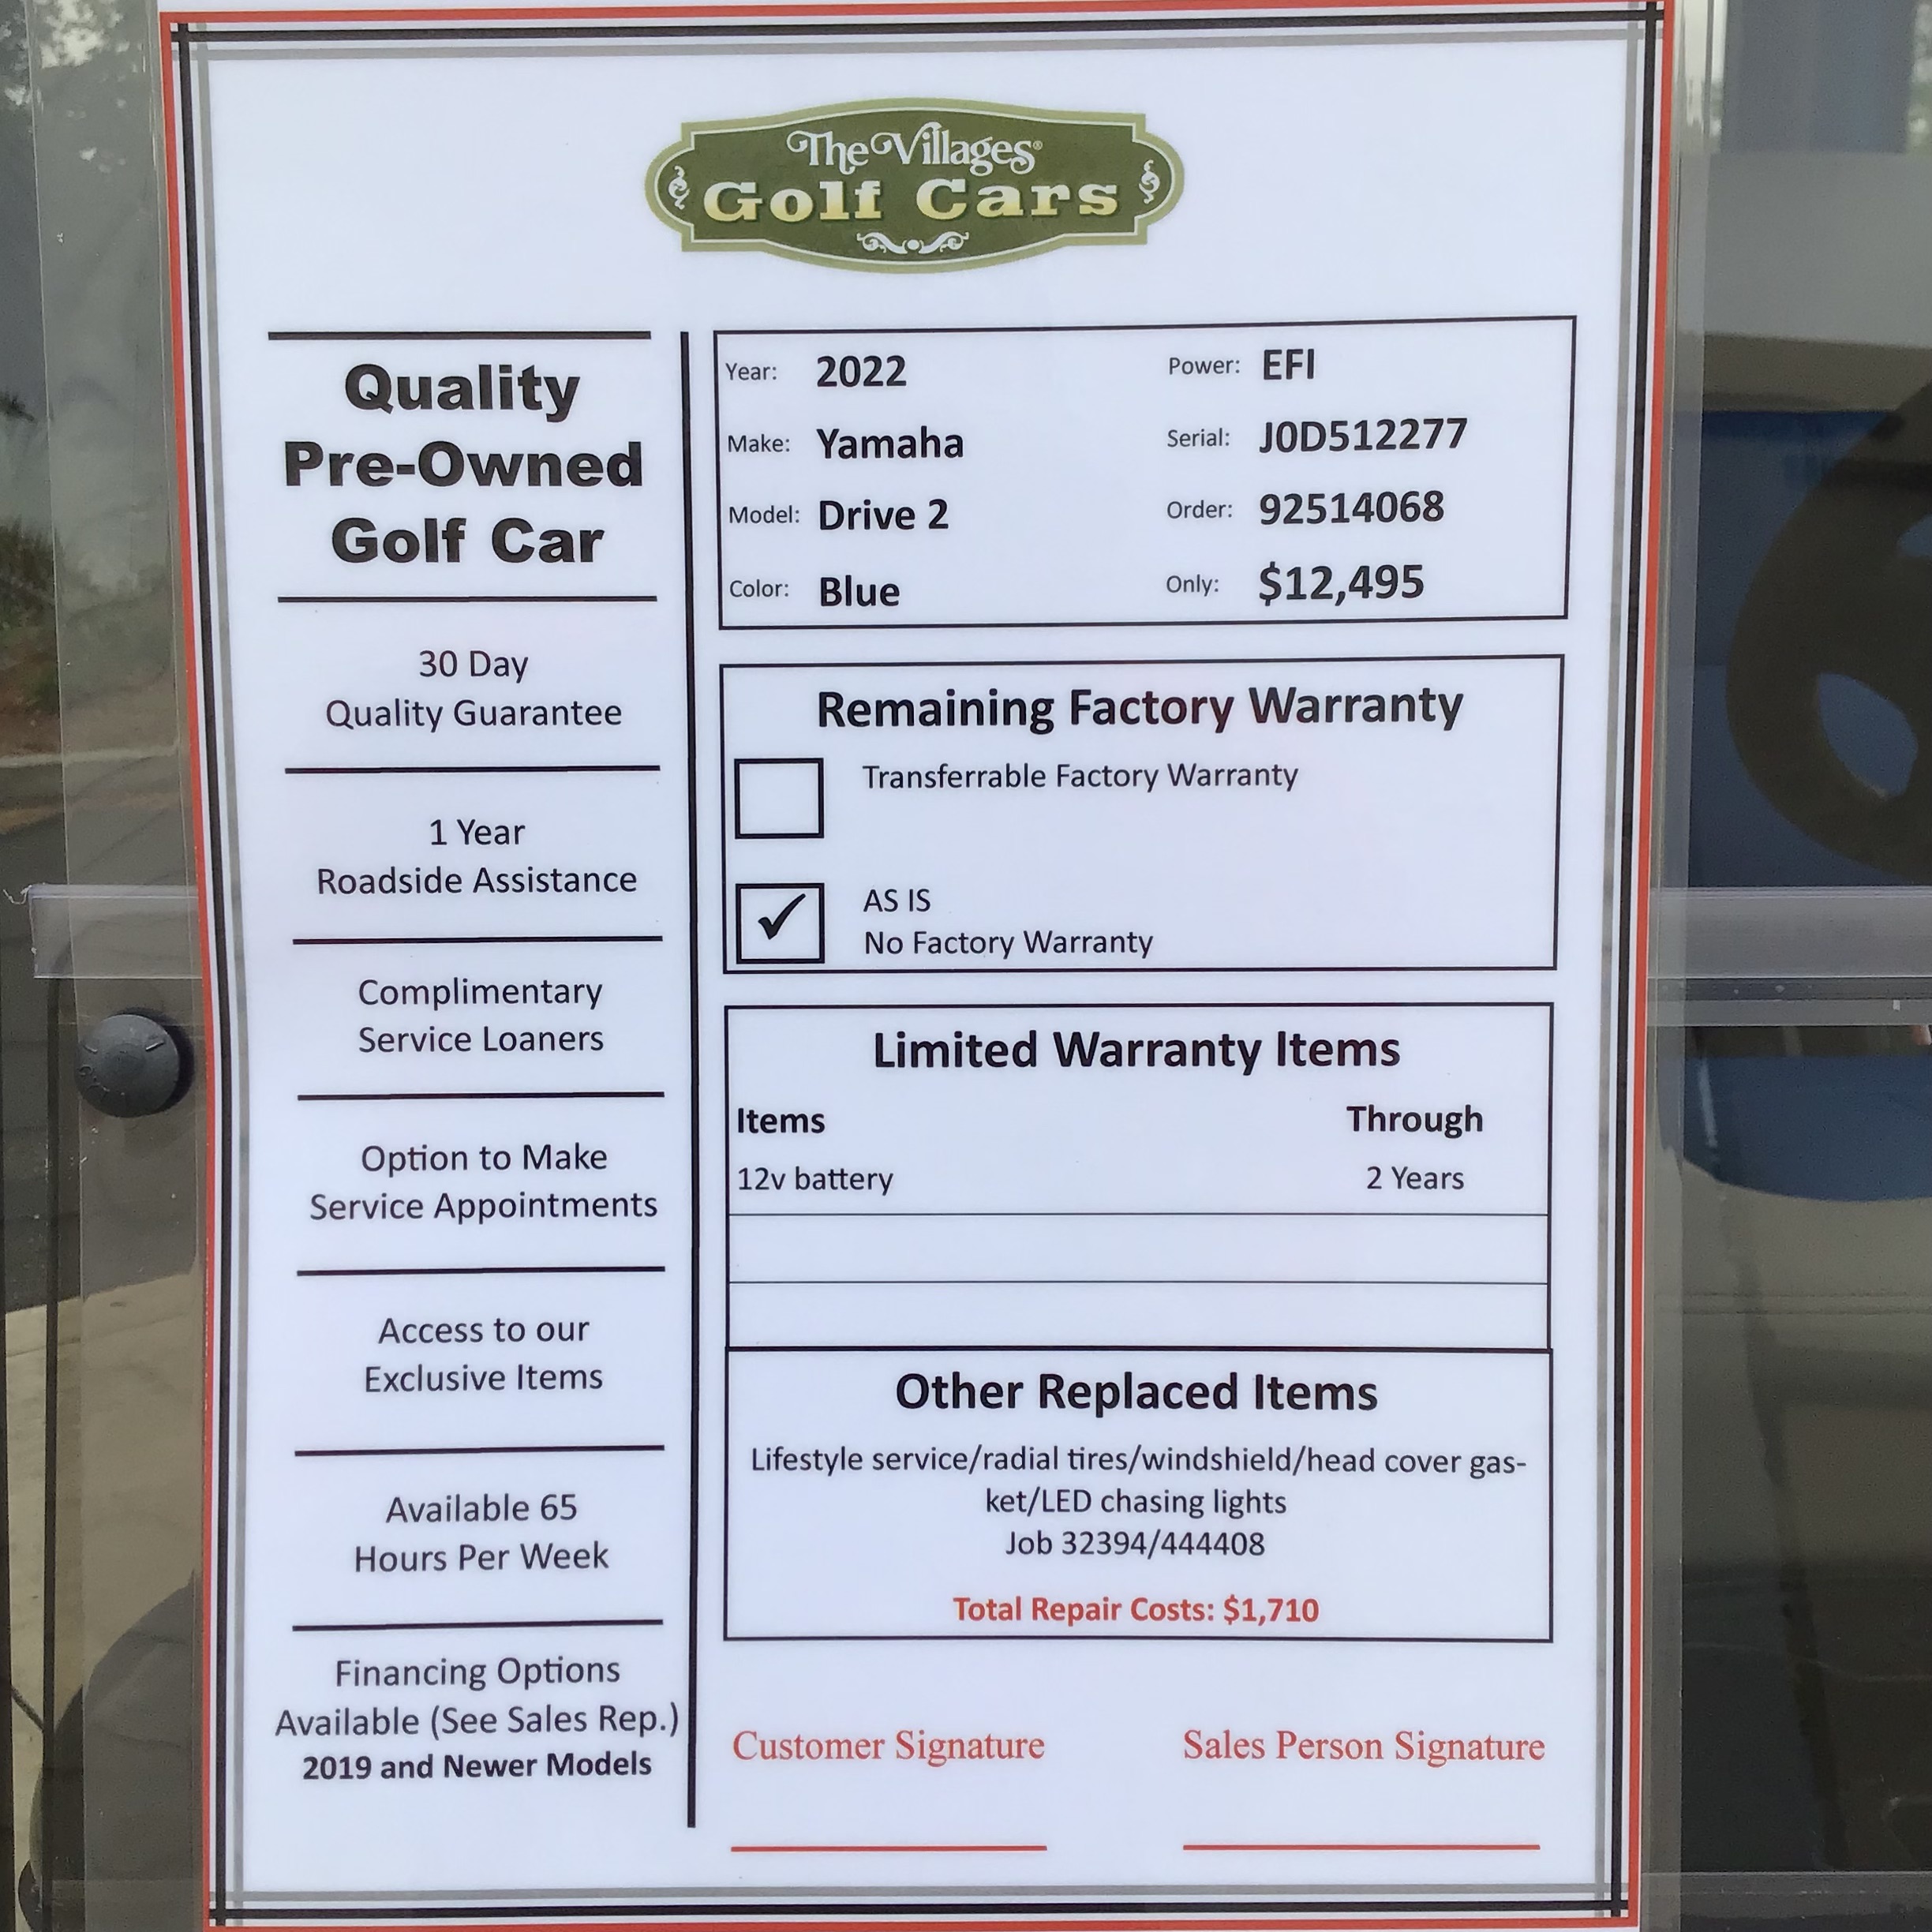 The Villages®
Golf Cars
Quality
Pre-Owned
Golf Car
30 Day
Quality Guarantee
1 Year
Roadside Assistance
Complimentary
Service Loaners
Option to Make
Service Appointments
Access to our
Exclusive Items
Available 65
Hours Per Week
Financing Options
Available (See Sales Rep.)
2019 and Newer Models
Year: 2022 Power: EFI
Make: Yamaha Serial: J0D512277
Model: Drive 2 Order: 92514068
Color: Blue Only: $12,495
Remaining Factory Warranty
Transferrable Factory Warranty
✓ AS IS
No Factory Warranty
Limited Warranty Items
Items Through
12v battery 2 Years
Other Replaced Items
Lifestyle service/radial tires/windshield/head cover gas-
ket/LED chasing lights
Job 32394/444408
Total Repair Costs: $1,710
Customer Signature Sales Person Signature